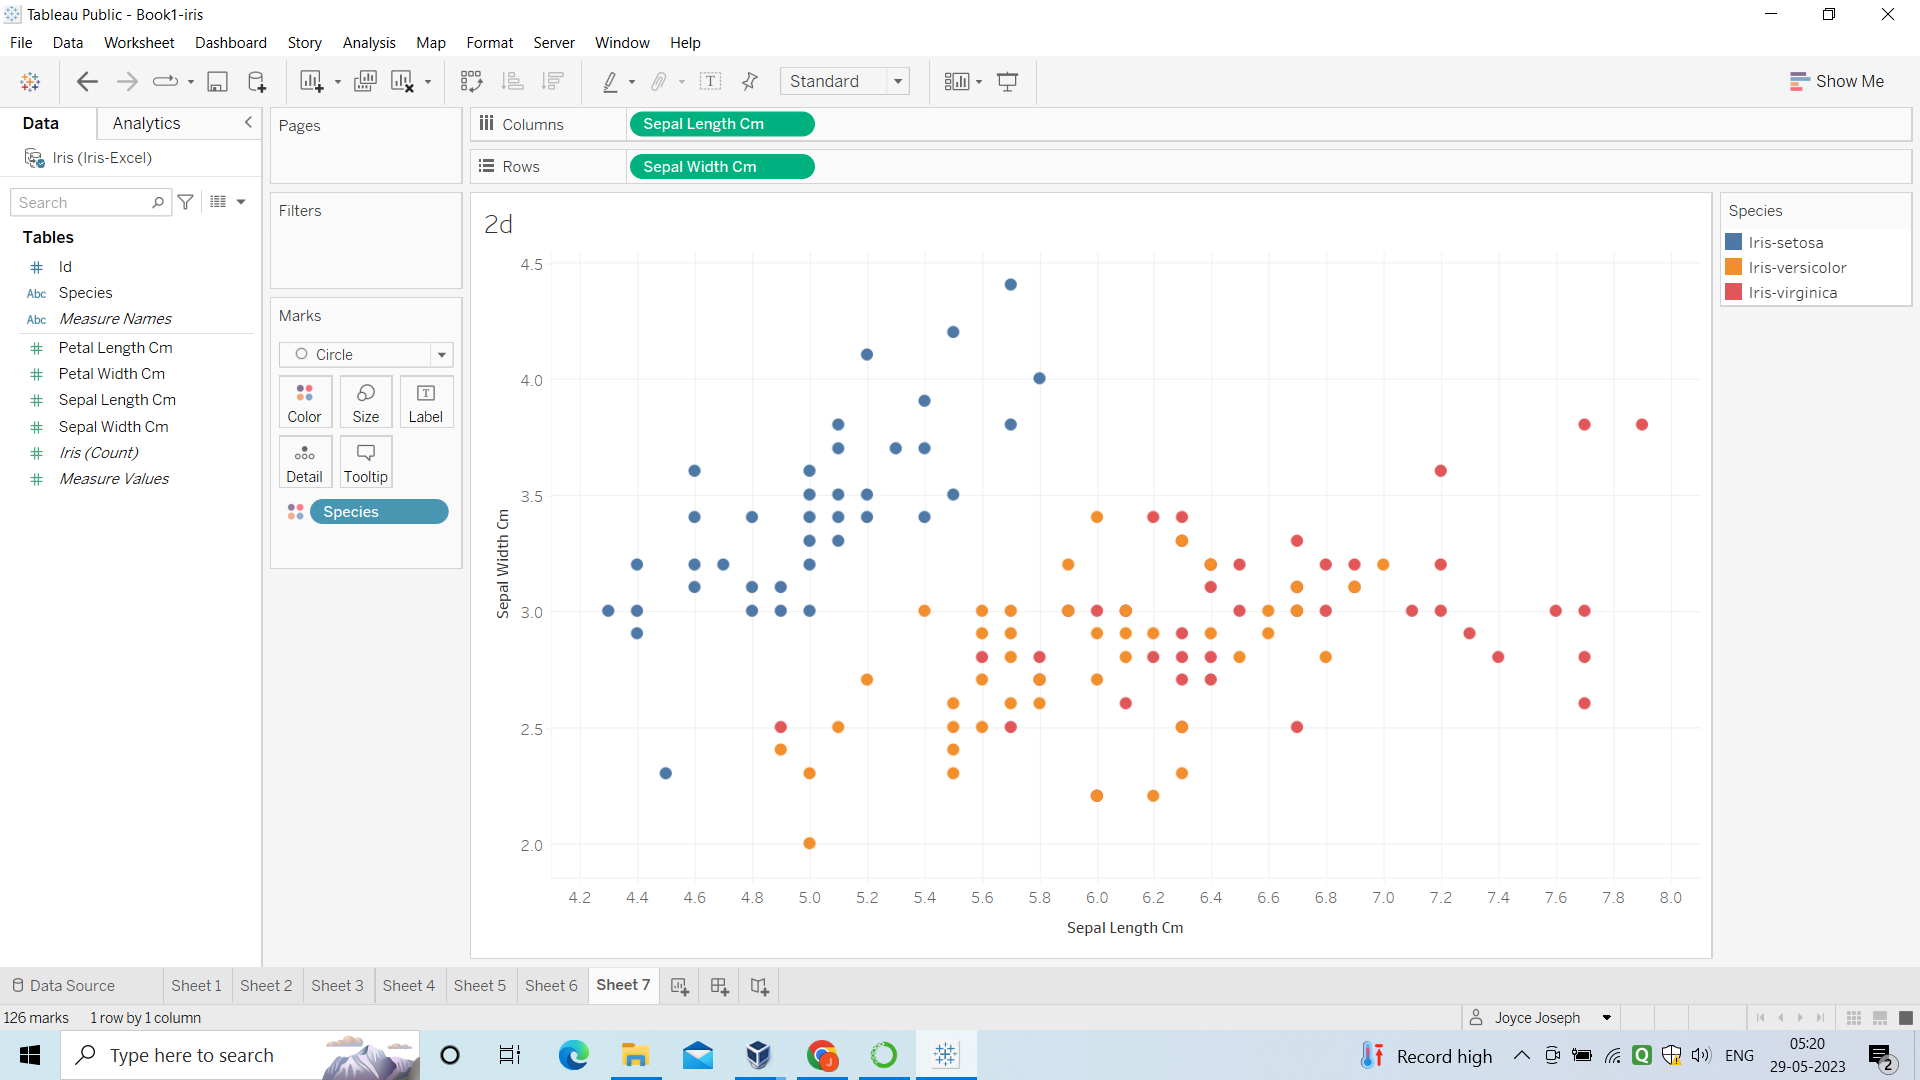 Tableau Public - Book1-iris
File Data Worksheet Dashboard Story Analysis Map Format Server Window Help
Standard
Show Me
Data Analytics
Iris (Iris-Excel)
Search
Tables
Id
Abc Species
Abc Measure Names
Petal Length Cm
Petal Width Cm
Sepal Length Cm
Sepal Width Cm
Iris (Count)
Measure Values
Pages
Filters
Marks
Circle
Color Size Label
Detail Tooltip
Species
Columns Sepal Length Cm
Rows Sepal Width Cm
2d
4.5
4.0
3.5
3.0
2.5
2.0
Sepal Width Cm
4.2 4.4 4.6 4.8 5.0 5.2 5.4 5.6 5.8 6.0 6.2 6.4 6.6 6.8 7.0 7.2 7.4 7.6 7.8 8.0
Sepal Length Cm
Species
Iris-setosa
Iris-versicolor
Iris-virginica
Data Source Sheet 1 Sheet 2 Sheet 3 Sheet 4 Sheet 5 Sheet 6 Sheet 7
126 marks 1 row by 1 column
Joyce Joseph
Type here to search
Record high
ENG
05:20
29-05-2023
2